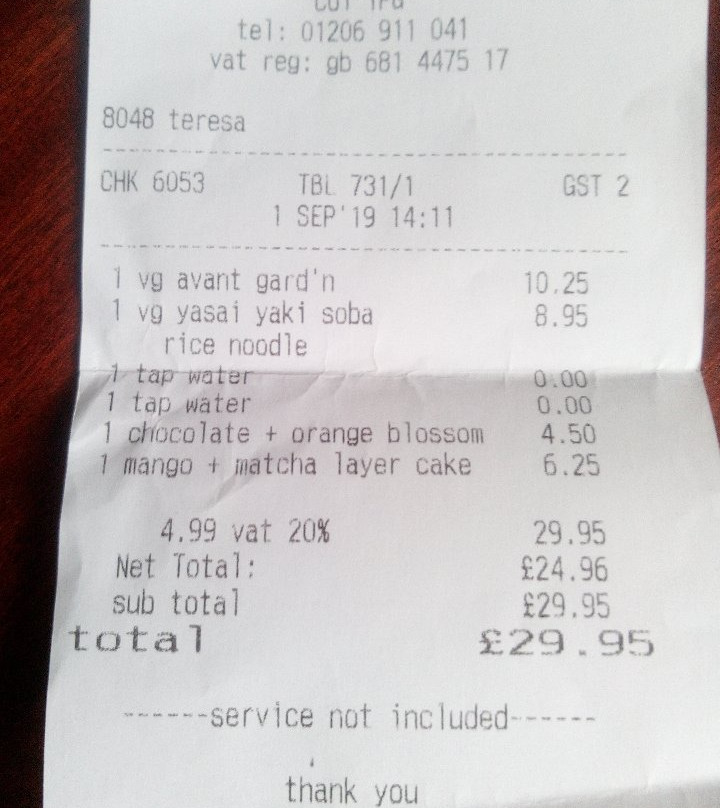 tel: 01206 911 041
vat reg: gb 681 4475 17
8048 teresa
CHK 6053 TBL 731/1 GST 2
1 SEP'19 14:11
1 vg avant gard'n 10.25
1 vg yasai yaki soba 8.95
rice noodle
1 tap water 0.00
1 tap water 0.00
1 chocolate + orange blossom 4.50
1 mango + matcha layer cake 6.25
4.99 vat 20% 29.95
Net Total: £24.96
sub total £29.95
total £29.95
------service not included------
thank you